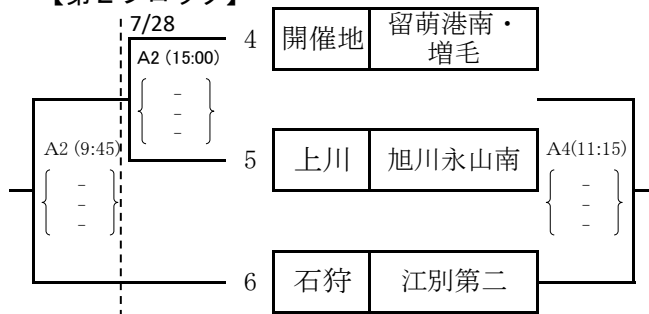 【第２ブロック】
7/28
4 開催地 留萌港南・
増毛
A2 (15:00)
-
-
-
A2 (9:45)
-
-
-
5 上川 旭川永山南
A4(11:15)
-
-
-
6 石狩 江別第二